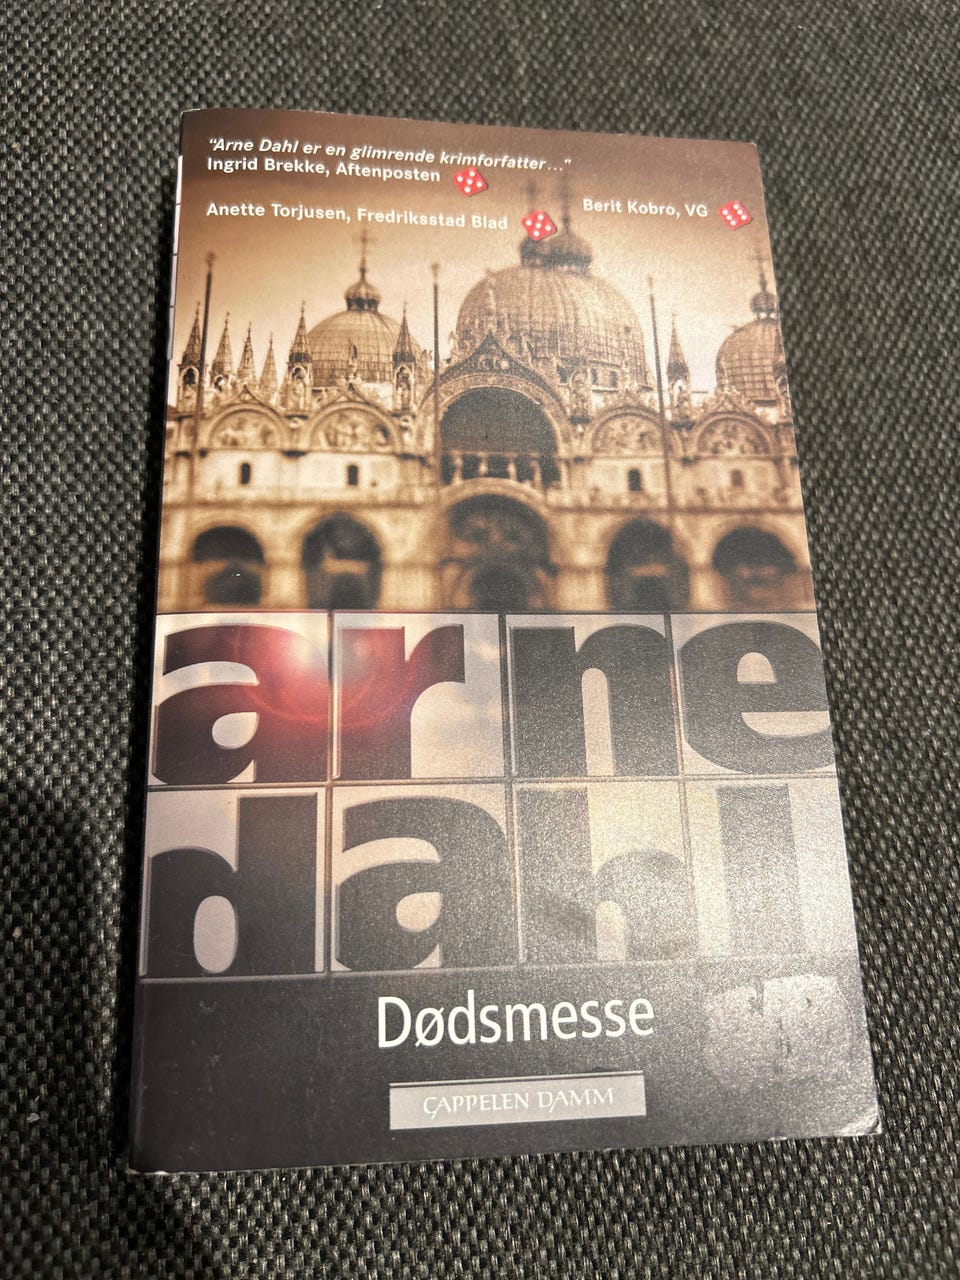 “Arne Dahl er en glimrende krimforfatter...”
Ingrid Brekke, Aftenposten
Berit Kobro, VG
Anette Torjusen, Fredriksstad Blad
arne
dahl
Dødsmesse
CAPPELEN DAMM